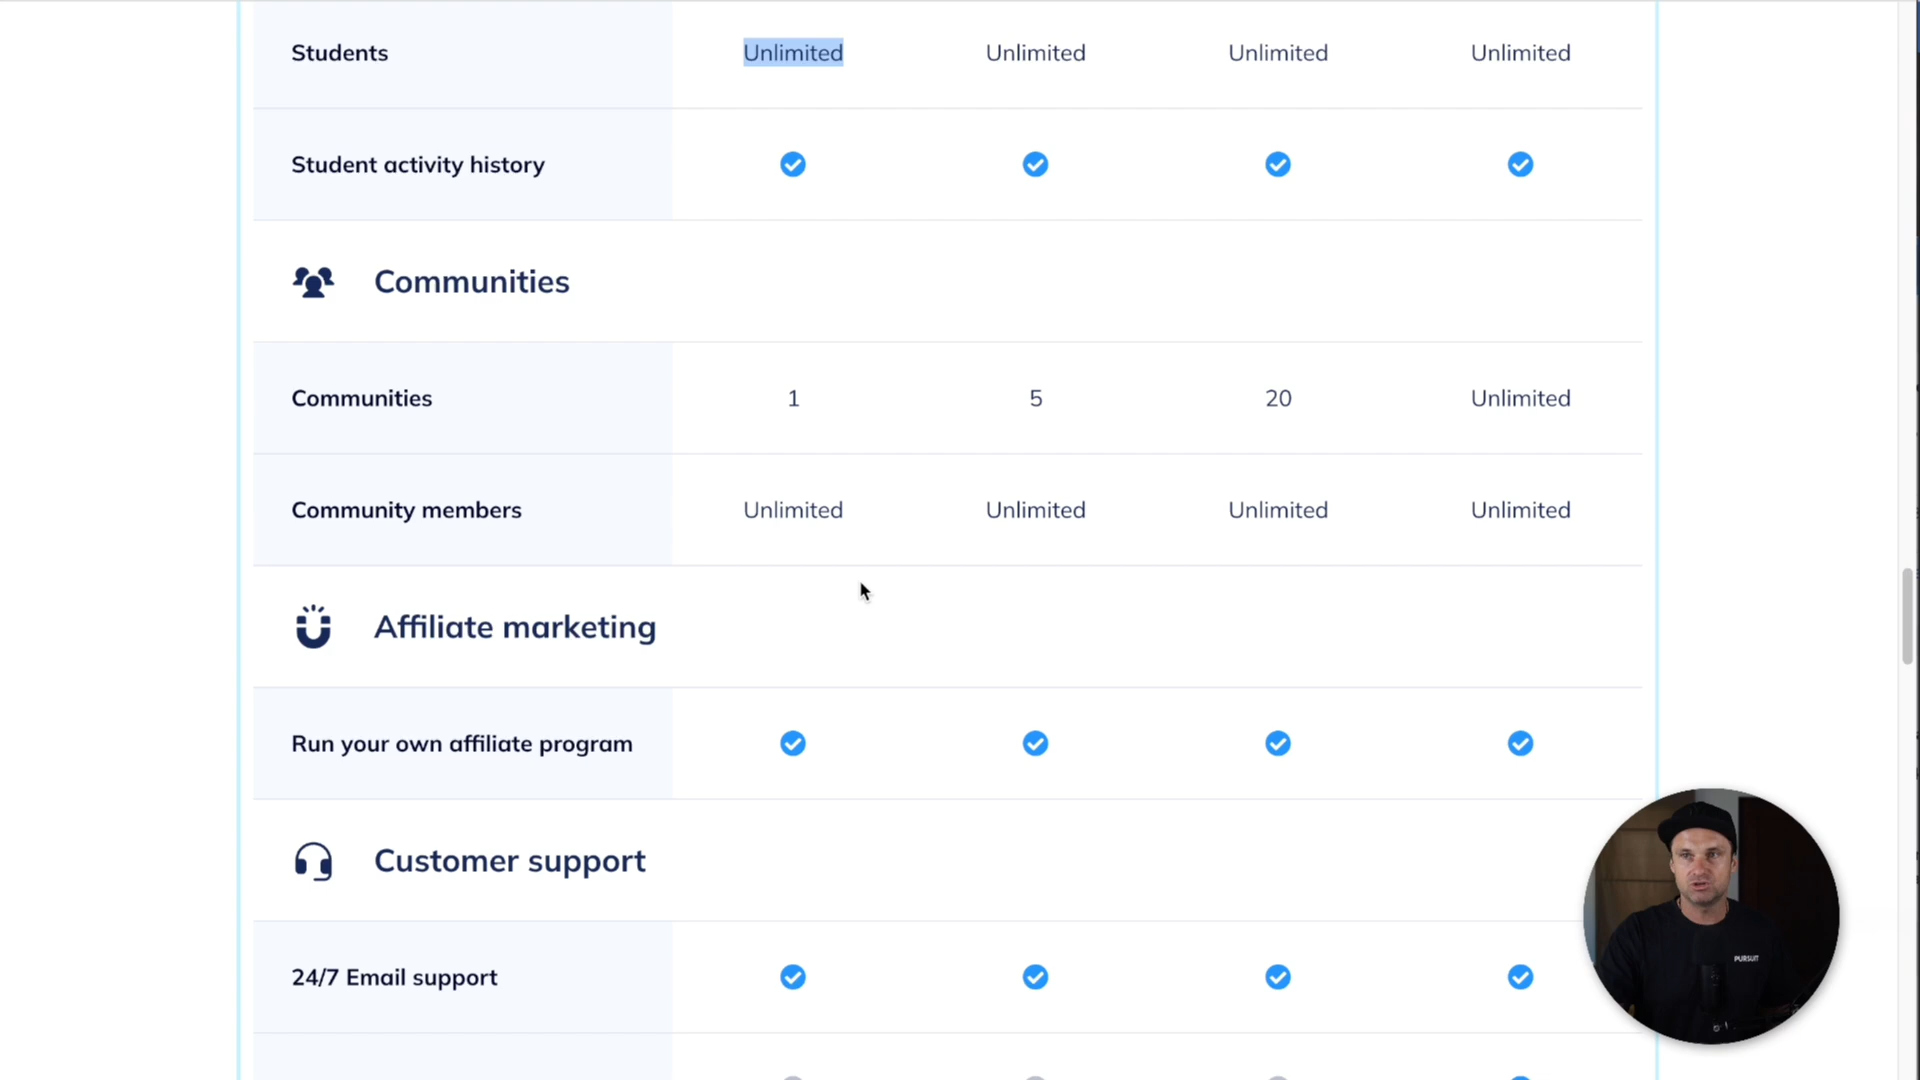 Students Unlimited Unlimited Unlimited Unlimited
Student activity history
Communities
Communities 1 5 20 Unlimited
Community members Unlimited Unlimited Unlimited Unlimited
Affiliate marketing
Run your own affiliate program
Customer support
24/7 Email support
PURSUIT